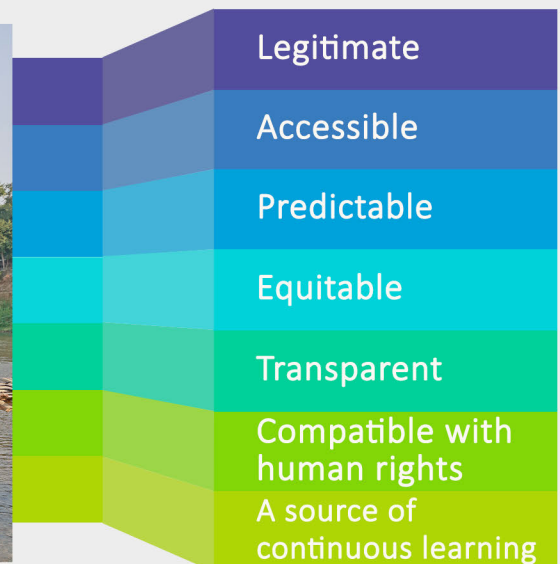 Legitimate
Accessible
Predictable
Equitable
Transparent
Compatible with
human rights
A source of
continuous learning